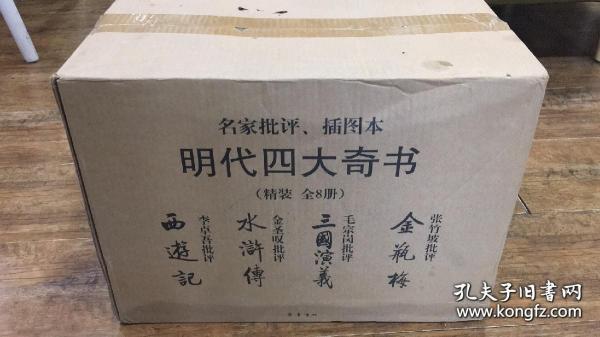 名家批评、插图本
明代四大奇书
（精装 全8册）
张竹坡批评
金瓶梅
毛宗岗批评
三國演義
金圣叹批评
水滸傳
李卓吾批评
西遊記
孔夫子旧书网
www.kongfz.com